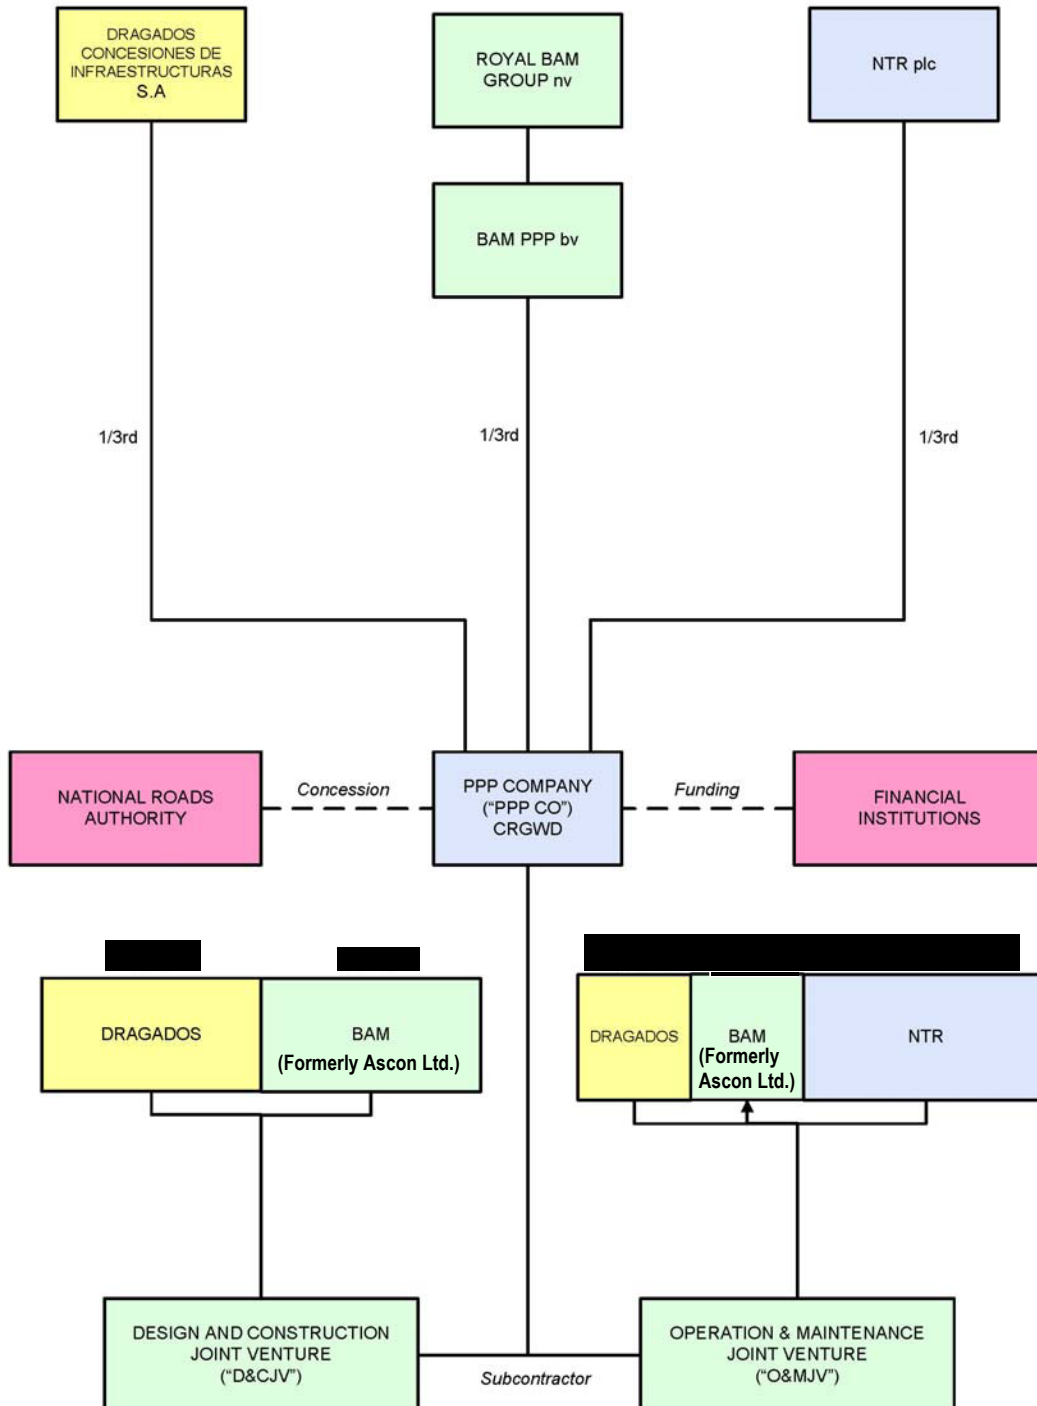 DRAGADOS
CONCESIONES DE
INFRAESTRUCTURAS
S.A
ROYAL BAM
GROUP nv
NTR plc
BAM PPP bv
1/3rd
1/3rd
1/3rd
NATIONAL ROADS
AUTHORITY
Concession
PPP COMPANY
("PPP CO")
CRGWD
Funding
FINANCIAL
INSTITUTIONS
DRAGADOS
BAM
(Formerly Ascon Ltd.)
DRAGADOS
BAM
(Formerly
Ascon Ltd.)
NTR
DESIGN AND CONSTRUCTION
JOINT VENTURE
("D&CJV")
Subcontractor
OPERATION & MAINTENANCE
JOINT VENTURE
("O&MJV")